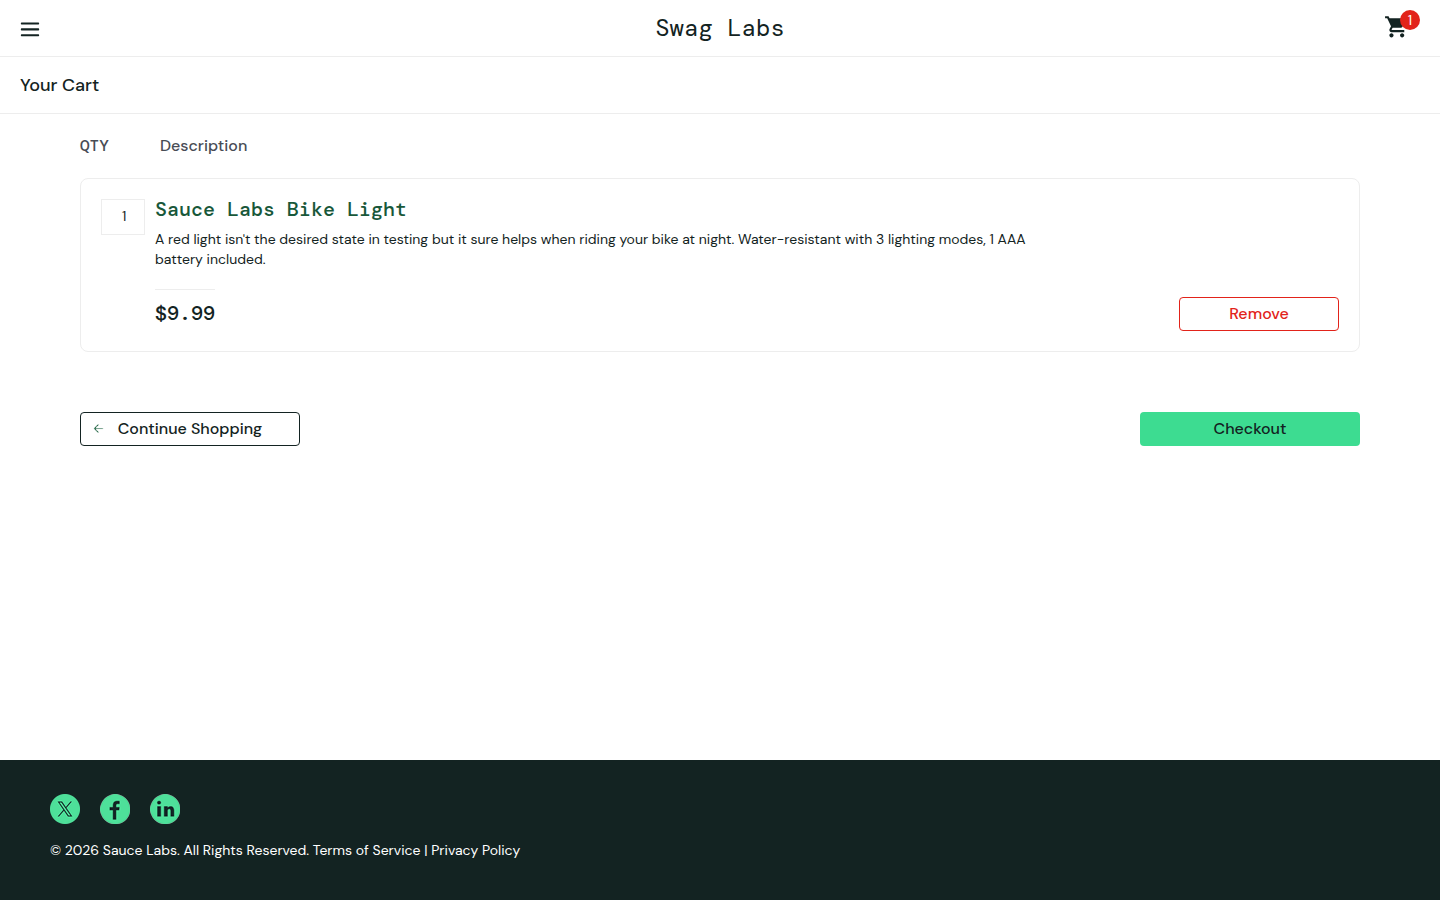 Swag Labs
1
Your Cart
QTY Description
1
Sauce Labs Bike Light
A red light isn't the desired state in testing but it sure helps when riding your bike at night. Water-resistant with 3 lighting modes, 1 AAA
battery included.
$9.99
Remove
Continue Shopping
Checkout
© 2026 Sauce Labs. All Rights Reserved. Terms of Service | Privacy Policy